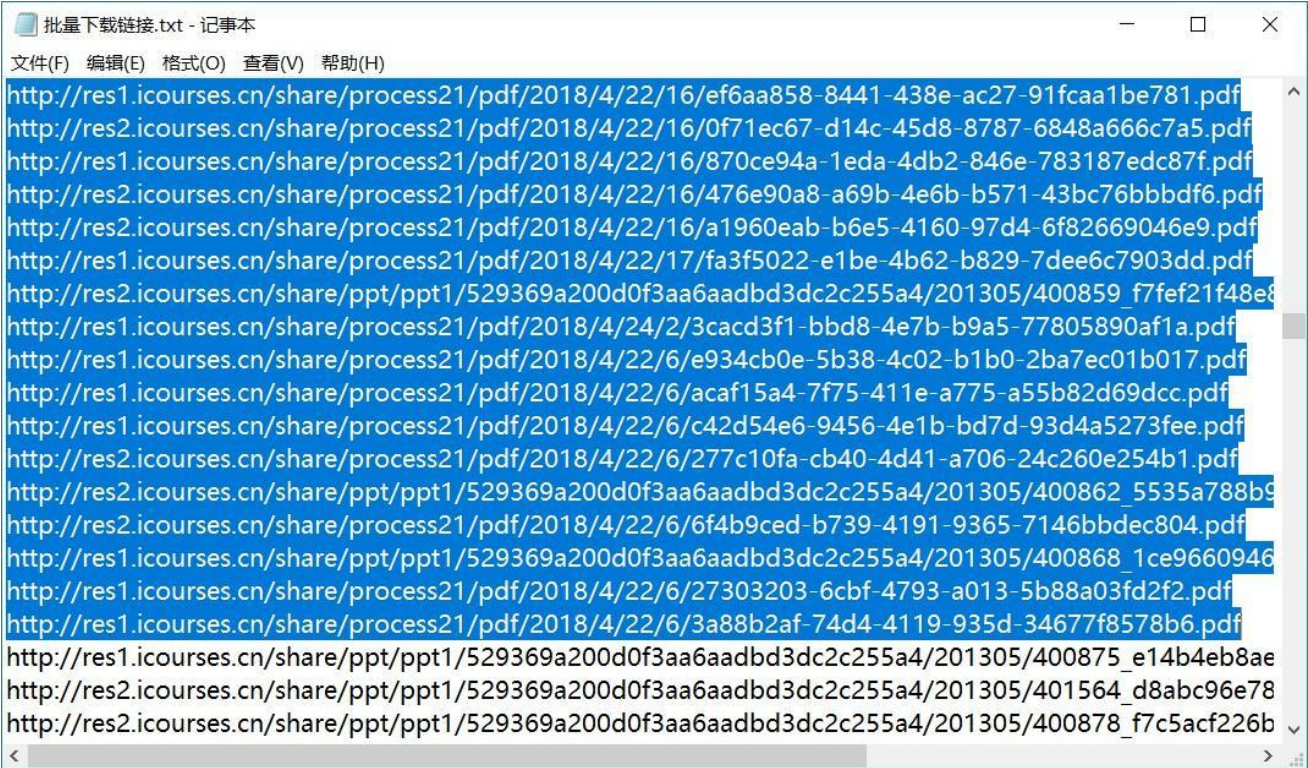 批量下载链接.txt - 记事本
文件(F) 编辑(E) 格式(O) 查看(V) 帮助(H)
http://res1.icourses.cn/share/process21/pdf/2018/4/22/16/ef6aa858-8441-438e-ac27-91fcaa1be781.pdf
http://res2.icourses.cn/share/process21/pdf/2018/4/22/16/0f71ec67-d14c-45d8-8787-6848a666c7a5.pdf
http://res1.icourses.cn/share/process21/pdf/2018/4/22/16/870ce94a-1eda-4db2-846e-783187edc87f.pdf
http://res2.icourses.cn/share/process21/pdf/2018/4/22/16/476e90a8-a69b-4e6b-b571-43bc76bbbdf6.pdf
http://res2.icourses.cn/share/process21/pdf/2018/4/22/16/a1960eab-b6e5-4160-97d4-6f82669046e9.pdf
http://res1.icourses.cn/share/process21/pdf/2018/4/22/17/fa3f5022-e1be-4b62-b829-7dee6c7903dd.pdf
http://res2.icourses.cn/share/ppt/ppt1/529369a200d0f3aa6aadbd3dc2c255a4/201305/400859_f7fef21f48e8
http://res1.icourses.cn/share/process21/pdf/2018/4/24/2/3cacd3f1-bbd8-4e7b-b9a5-77805890af1a.pdf
http://res1.icourses.cn/share/process21/pdf/2018/4/22/6/e934cb0e-5b38-4c02-b1b0-2ba7ec01b017.pdf
http://res1.icourses.cn/share/process21/pdf/2018/4/22/6/acaf15a4-7f75-411e-a775-a55b82d69dcc.pdf
http://res1.icourses.cn/share/process21/pdf/2018/4/22/6/c42d54e6-9456-4e1b-bd7d-93d4a5273fee.pdf
http://res2.icourses.cn/share/process21/pdf/2018/4/22/6/277c10fa-cb40-4d41-a706-24c260e254b1.pdf
http://res2.icourses.cn/share/ppt/ppt1/529369a200d0f3aa6aadbd3dc2c255a4/201305/400862_5535a788b9
http://res2.icourses.cn/share/process21/pdf/2018/4/22/6/6f4b9ced-b739-4191-9365-7146bbdec804.pdf
http://res1.icourses.cn/share/ppt/ppt1/529369a200d0f3aa6aadbd3dc2c255a4/201305/400868_1ce9660946
http://res1.icourses.cn/share/process21/pdf/2018/4/22/6/27303203-6cbf-4793-a013-5b88a03fd2f2.pdf
http://res1.icourses.cn/share/process21/pdf/2018/4/22/6/3a88b2af-74d4-4119-935d-34677f8578b6.pdf
http://res1.icourses.cn/share/ppt/ppt1/529369a200d0f3aa6aadbd3dc2c255a4/201305/400875_e14b4eb8ae
http://res2.icourses.cn/share/ppt/ppt1/529369a200d0f3aa6aadbd3dc2c255a4/201305/401564_d8abc96e78
http://res2.icourses.cn/share/ppt/ppt1/529369a200d0f3aa6aadbd3dc2c255a4/201305/400878_f7c5acf226b